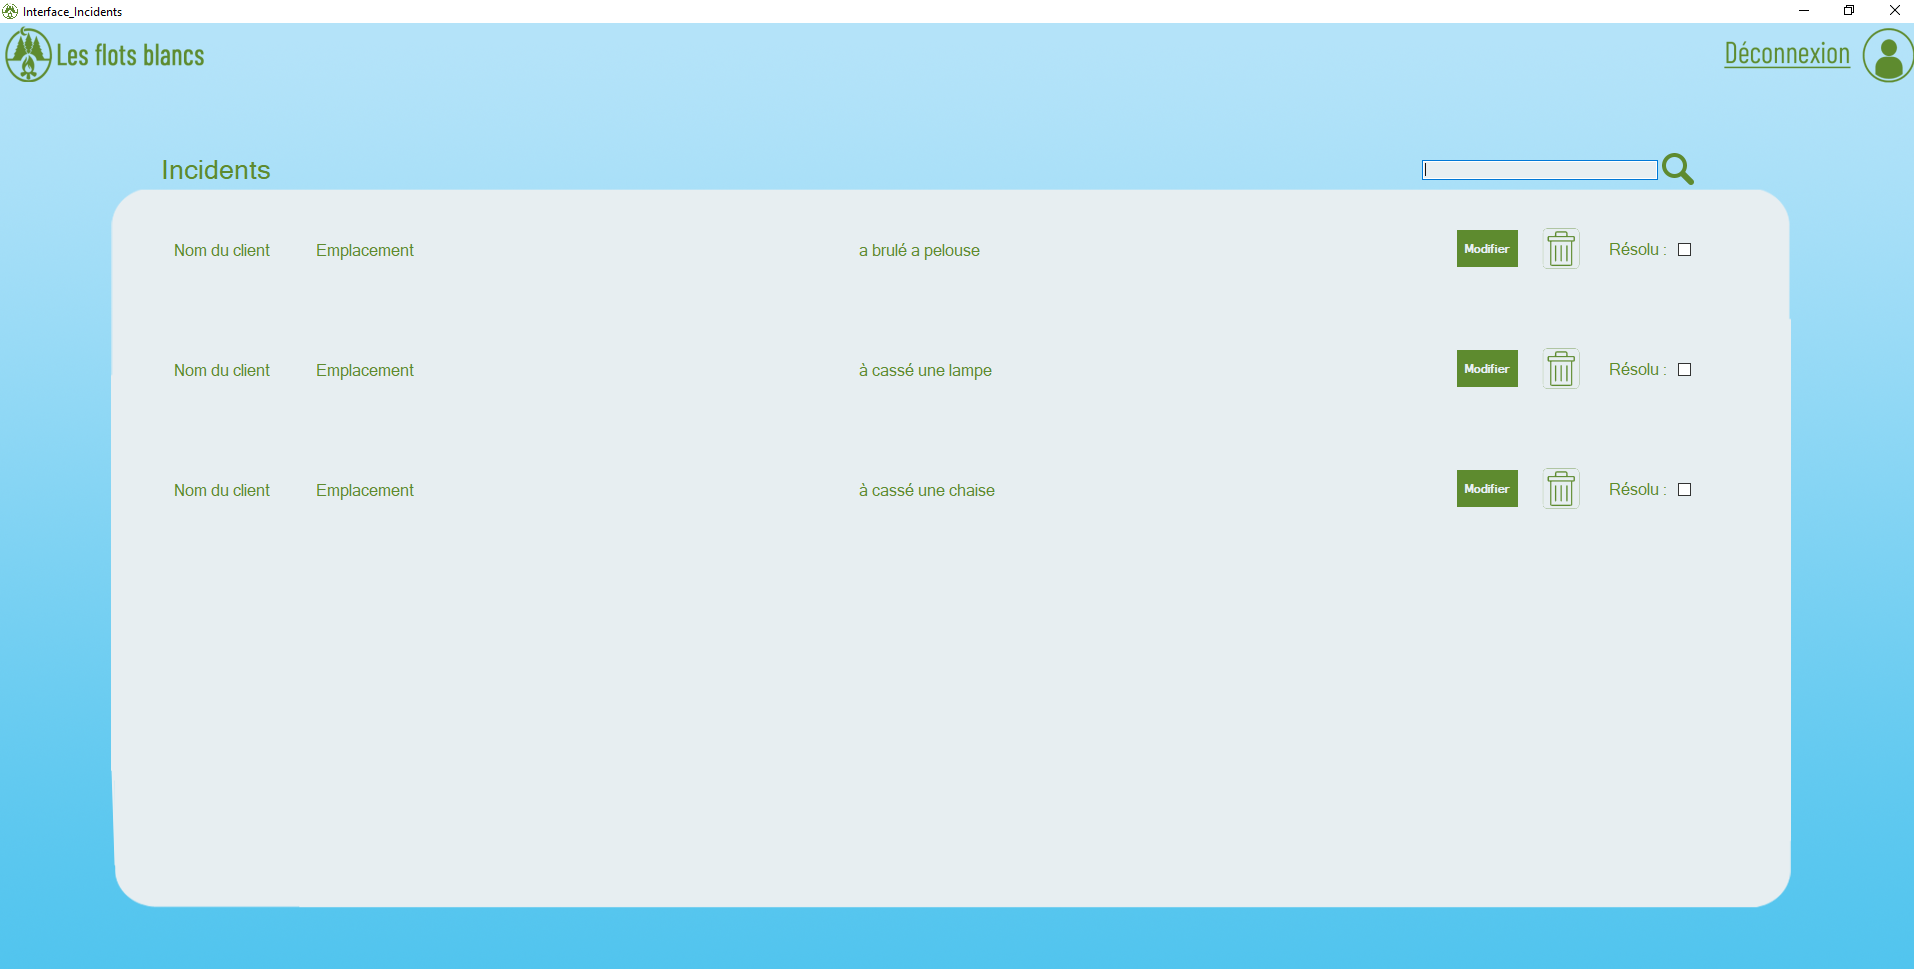 Interface_Incidents
Les flots blancs
Déconnexion
Incidents
Nom du client Emplacement a brulé a pelouse Modifier Résolu :
Nom du client Emplacement à cassé une lampe Modifier Résolu :
Nom du client Emplacement à cassé une chaise Modifier Résolu :